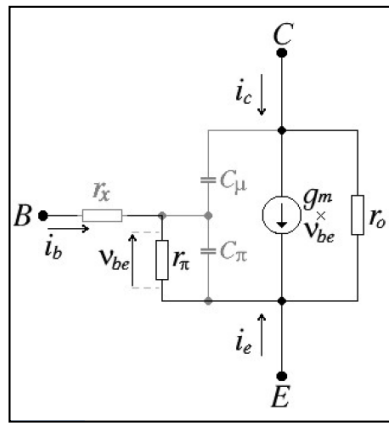 C
i_c
C_μ
r_x
g_m
×
v_be
r_o
B
i_b
v_be
r_π
C_π
i_e
E